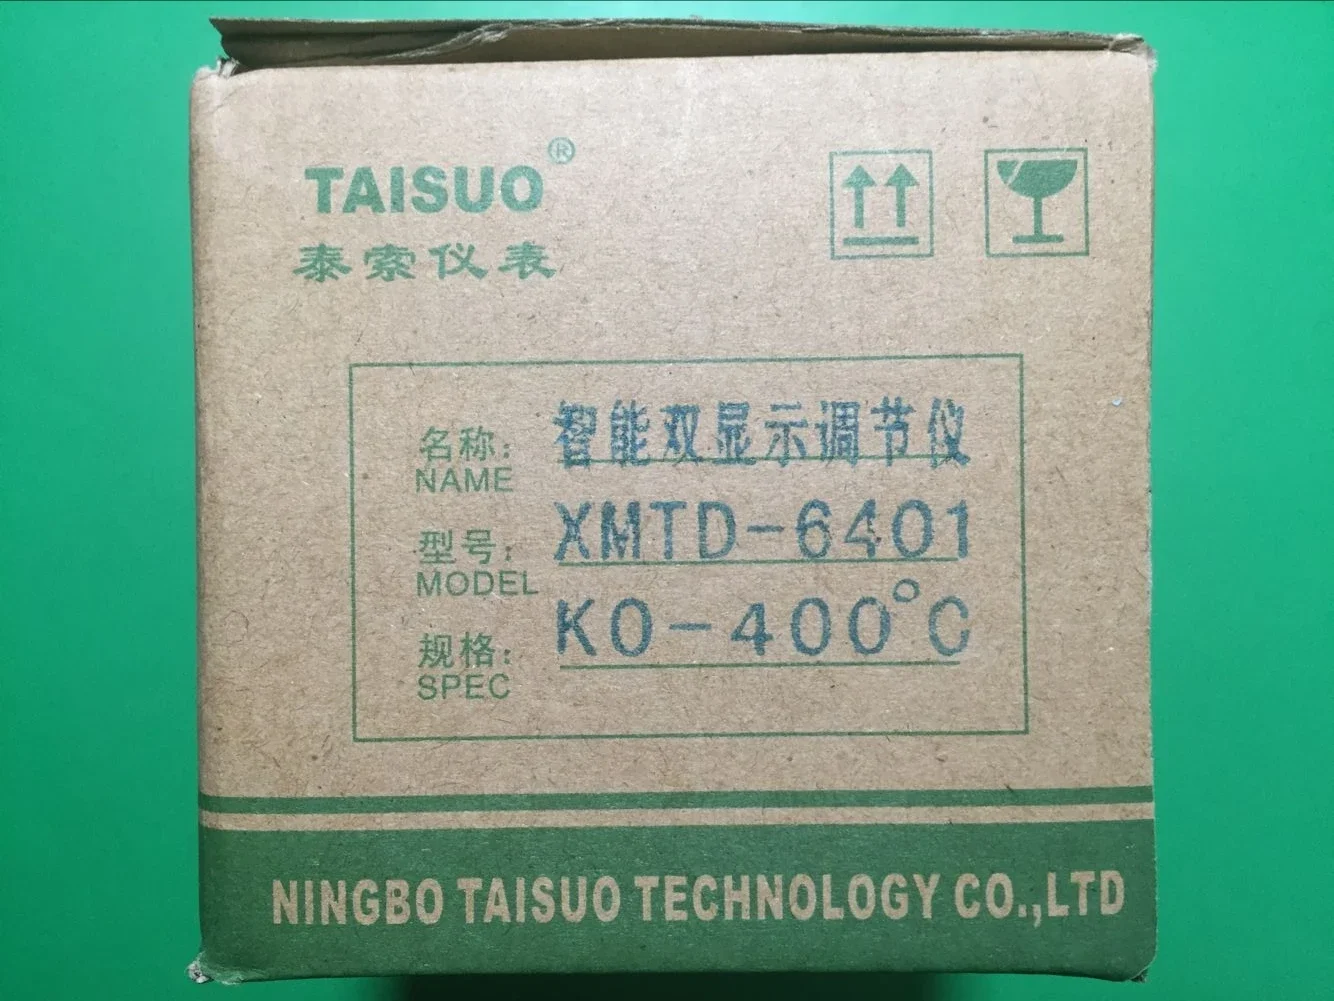 TAISUO®
泰索仪表
名称: 智能双显示调节仪
NAME
型号: XMTD-6401
MODEL
规格: K0-400°C
SPEC
NINGBO TAISUO TECHNOLOGY CO.,LTD